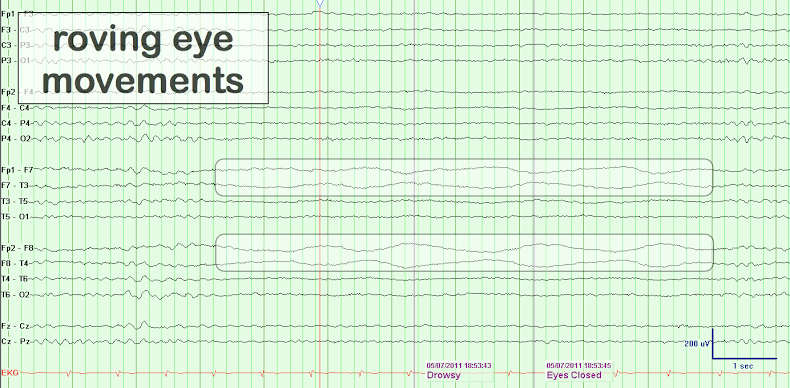 Fp1 - F3
roving eye
movements
F3 - C3
C3 - P3
P3 - O1
Fp2 - F4
F4 - C4
C4 - P4
P4 - O2
Fp1 - F7
F7 - T3
T3 - T5
T5 - O1
Fp2 - F8
F8 - T4
T4 - T6
T6 - O2
Fz - Cz
Cz - Pz
200 uV
1 sec
EKG
05/07/2011 18:53:43
Drowsy
05/07/2011 18:53:45
Eyes Closed